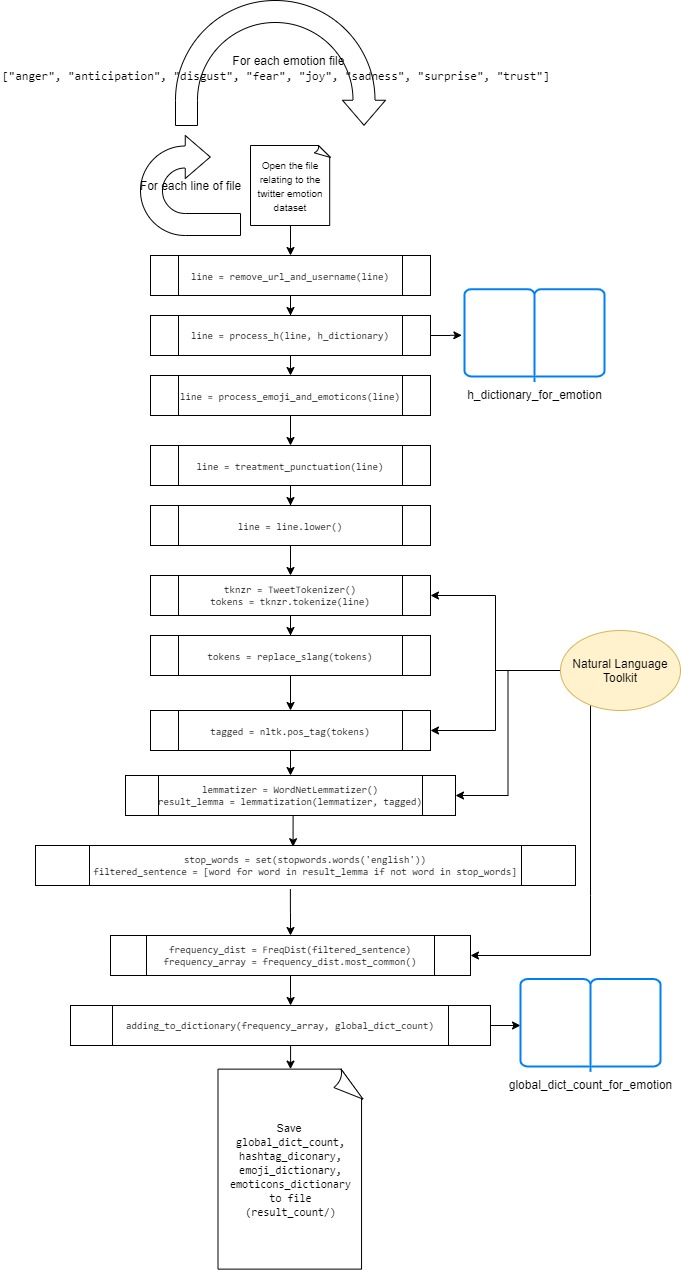 For each emotion file
["anger", "anticipation", "disgust", "fear", "joy", "sadness", "surprise", "trust"]
For each line of file
Open the file
relating to the
twitter emotion
dataset
line = remove_url_and_username(line)
line = process_h(line, h_dictionary)
h_dictionary_for_emotion
line = process_emoji_and_emoticons(line)
line = treatment_punctuation(line)
line = line.lower()
tknzr = TweetTokenizer()
tokens = tknzr.tokenize(line)
tokens = replace_slang(tokens)
Natural Language
Toolkit
tagged = nltk.pos_tag(tokens)
lemmatizer = WordNetLemmatizer()
result_lemma = lemmatization(lemmatizer, tagged)
stop_words = set(stopwords.words('english'))
filtered_sentence = [word for word in result_lemma if not word in stop_words]
frequency_dist = FreqDist(filtered_sentence)
frequency_array = frequency_dist.most_common()
adding_to_dictionary(frequency_array, global_dict_count)
global_dict_count_for_emotion
Save
global_dict_count,
hashtag_diconary,
emoji_dictionary,
emoticons_dictionary
to file
(result_count/)